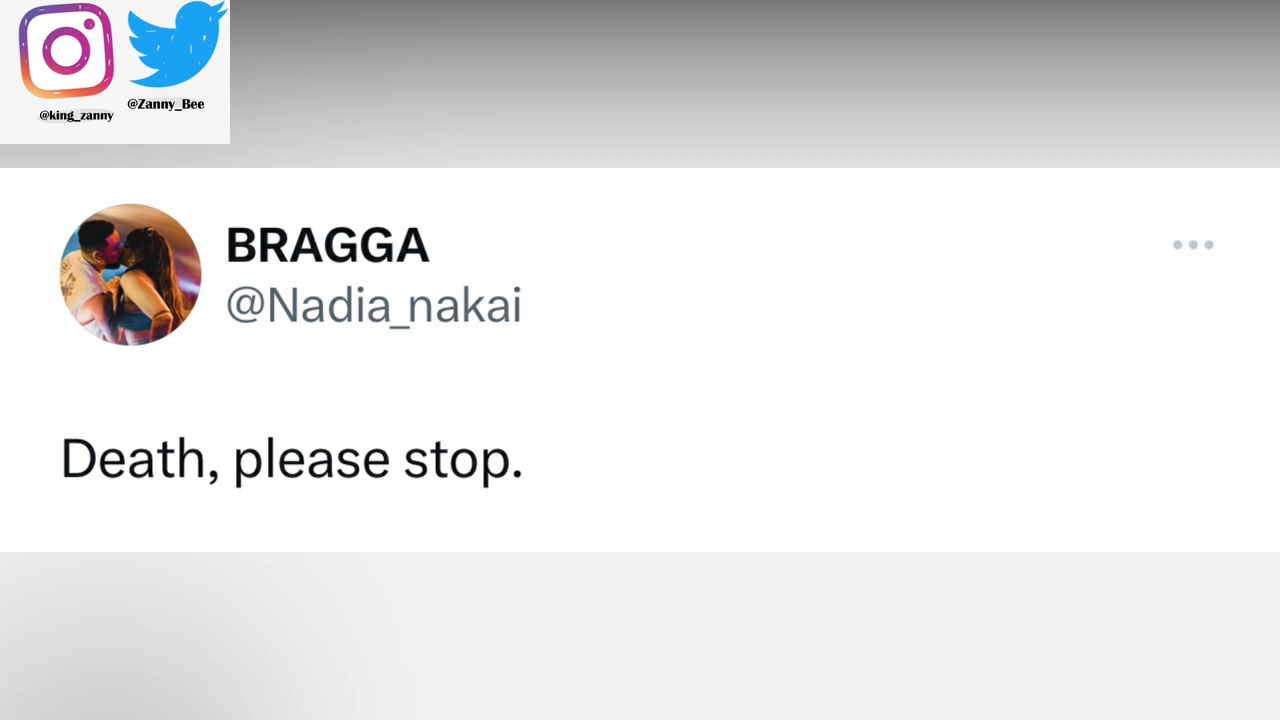 @king_zanny
@Zanny_Bee
BRAGGA
@Nadia_nakai
Death, please stop.